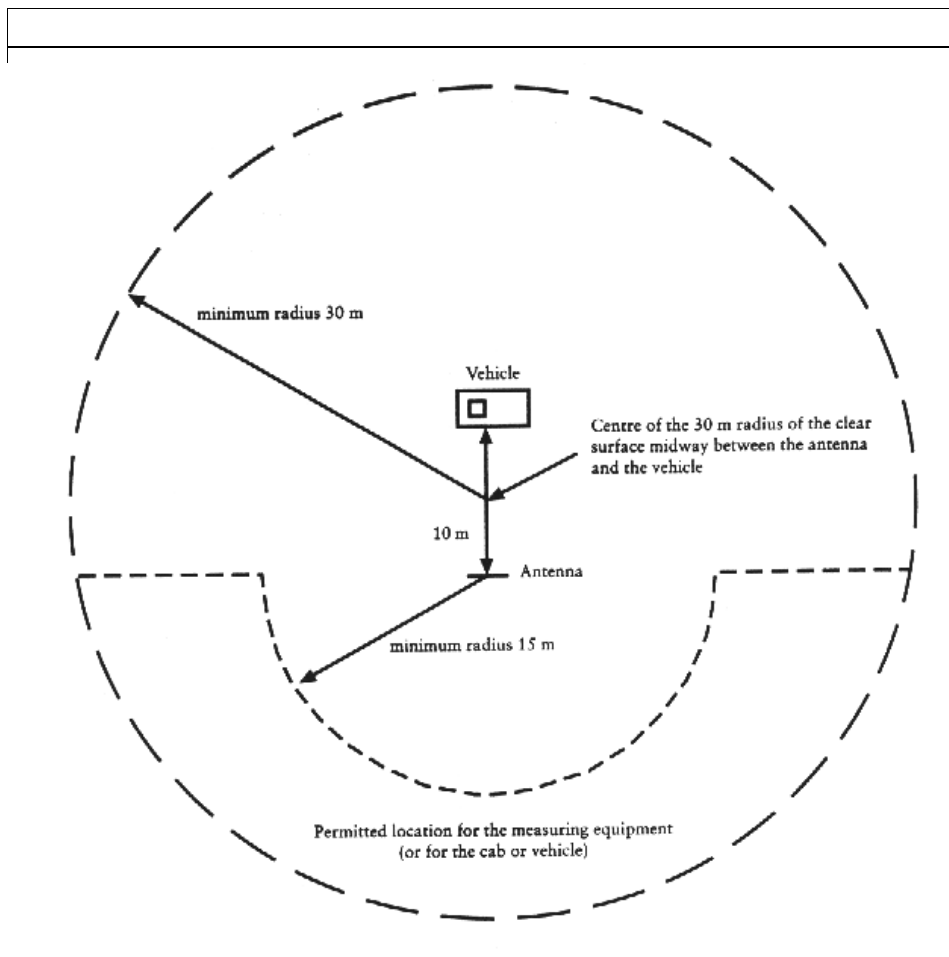 minimum radius 30 m
Vehicle
Centre of the 30 m radius of the clear
surface midway between the antenna
and the vehicle
10 m
Antenna
minimum radius 15 m
Permitted location for the measuring equipment
(or for the cab or vehicle)